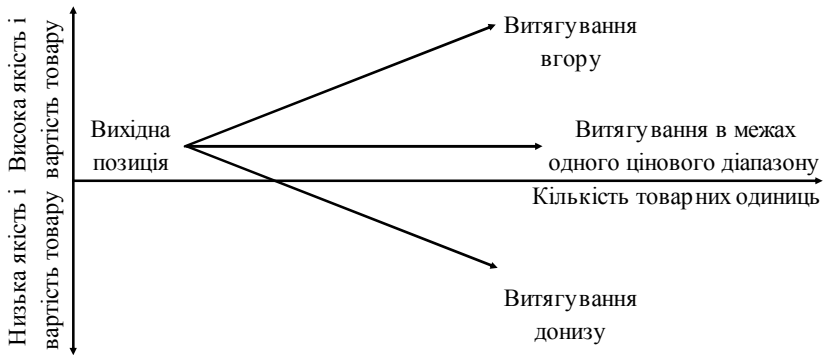 Висока якість і
вартість товару
Низька якість і
вартість товару
Вихідна
позиція
Витягування
вгору
Витягування в межах
одного цінового діапазону
Кількість товарних одиниць
Витягування
донизу